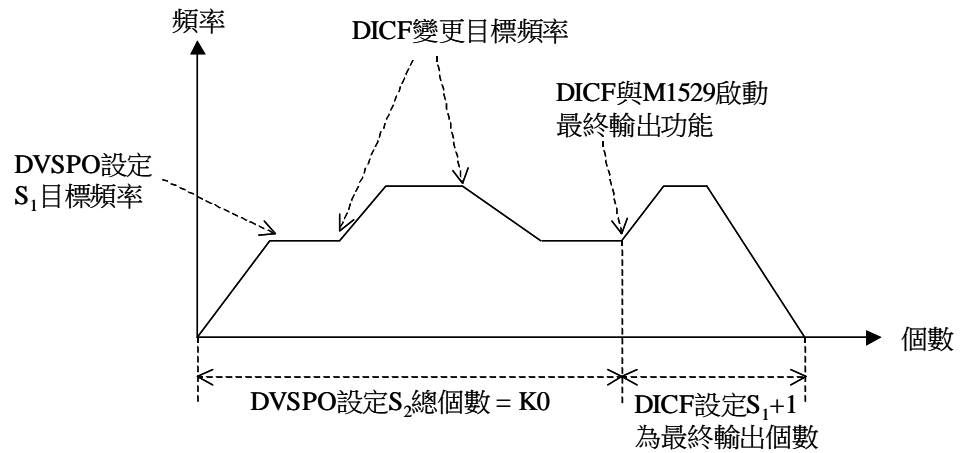 頻率
DICF變更目標頻率
DICF與M1529啟動
最終輸出功能
DVSPO設定
S₁目標頻率
個數
DVSPO設定S₂總個數 = K0
DICF設定S₁+1
為最終輸出個數